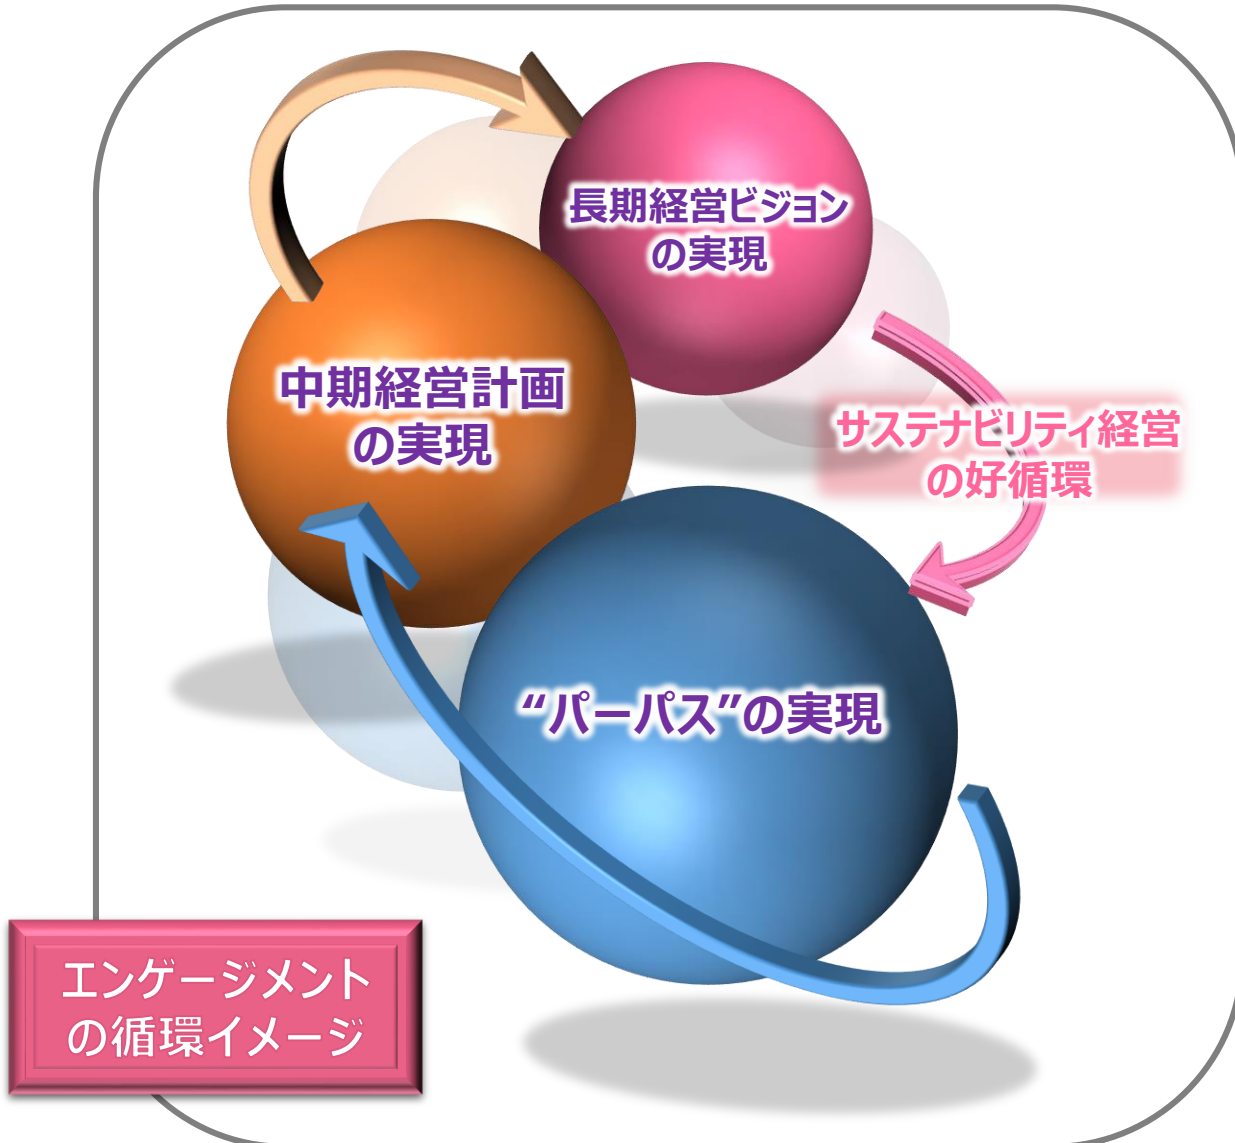 長期経営ビジョン
の実現
中期経営計画
の実現
サステナビリティ経営
の好循環
“パーパス”の実現
エンゲージメント
の循環イメージ